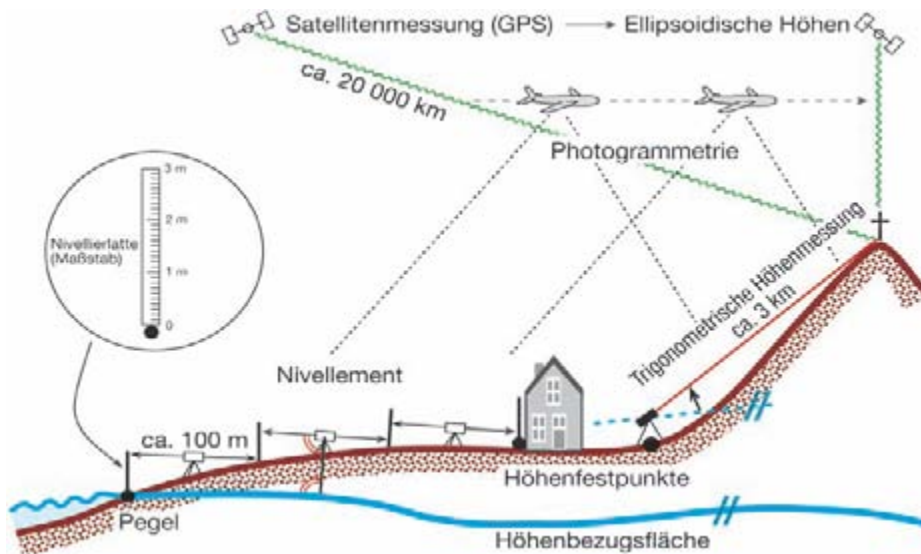 Satellitenmessung (GPS) Ellipsoidische Höhen
ca. 20 000 km
Photogrammetrie
3 m
2 m
Nivellierlatte
(Maßstab)
1 m
0
Trigonometrische Höhenmessung
ca. 3 km
Nivellement
ca. 100 m
Höhenfestpunkte
Pegel
Höhenbezugsfläche